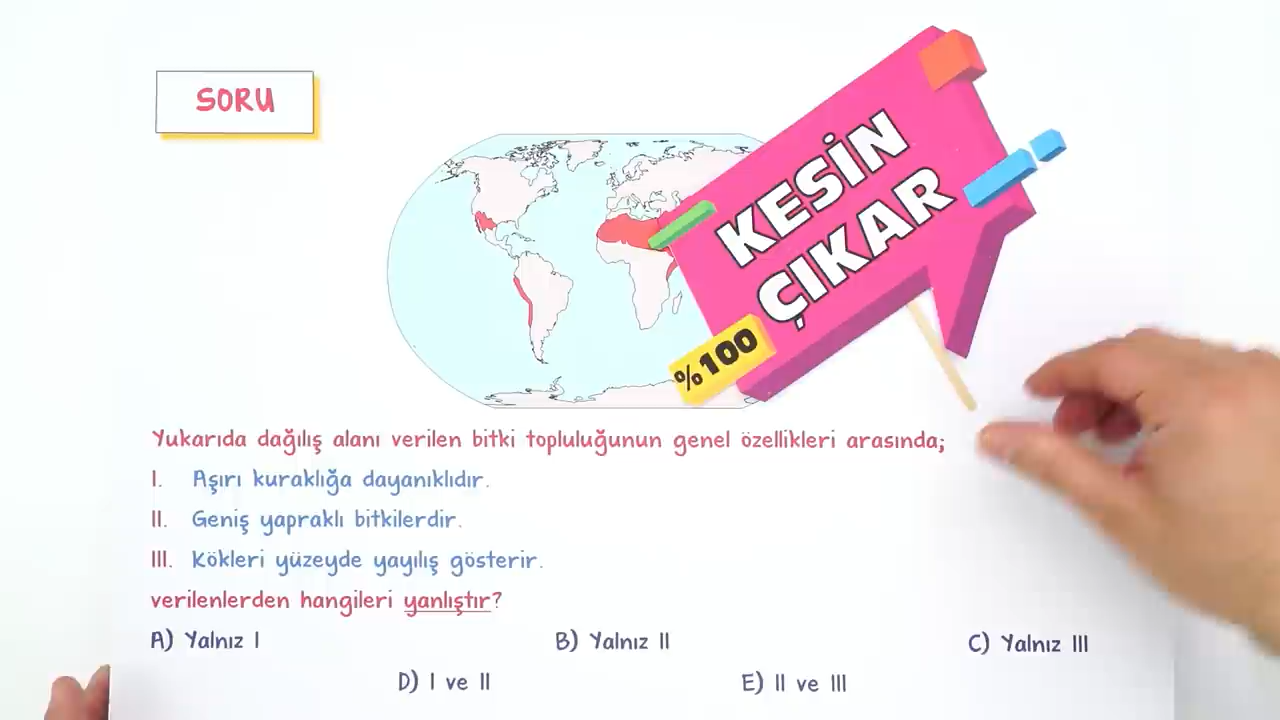 SORU
KESİN
ÇIKAR
%100
Yukarıda dağılış alanı verilen bitki topluluğunun genel özellikleri arasında;
I. Aşırı kuraklığa dayanıklıdır.
II. Geniş yapraklı bitkilerdir.
III. Kökleri yüzeyde yayılış gösterir.
verilenlerden hangileri yanlıştır?
A) Yalnız I
B) Yalnız II
C) Yalnız III
D) I ve II
E) II ve III